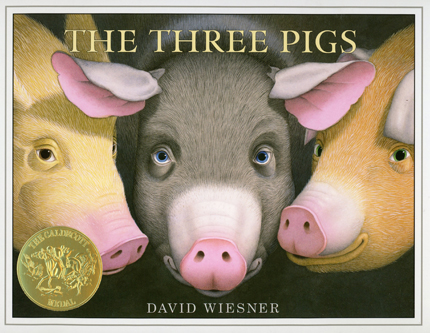 THE THREE PIGS
THE CALDECOTT
MEDAL
DAVID WIESNER